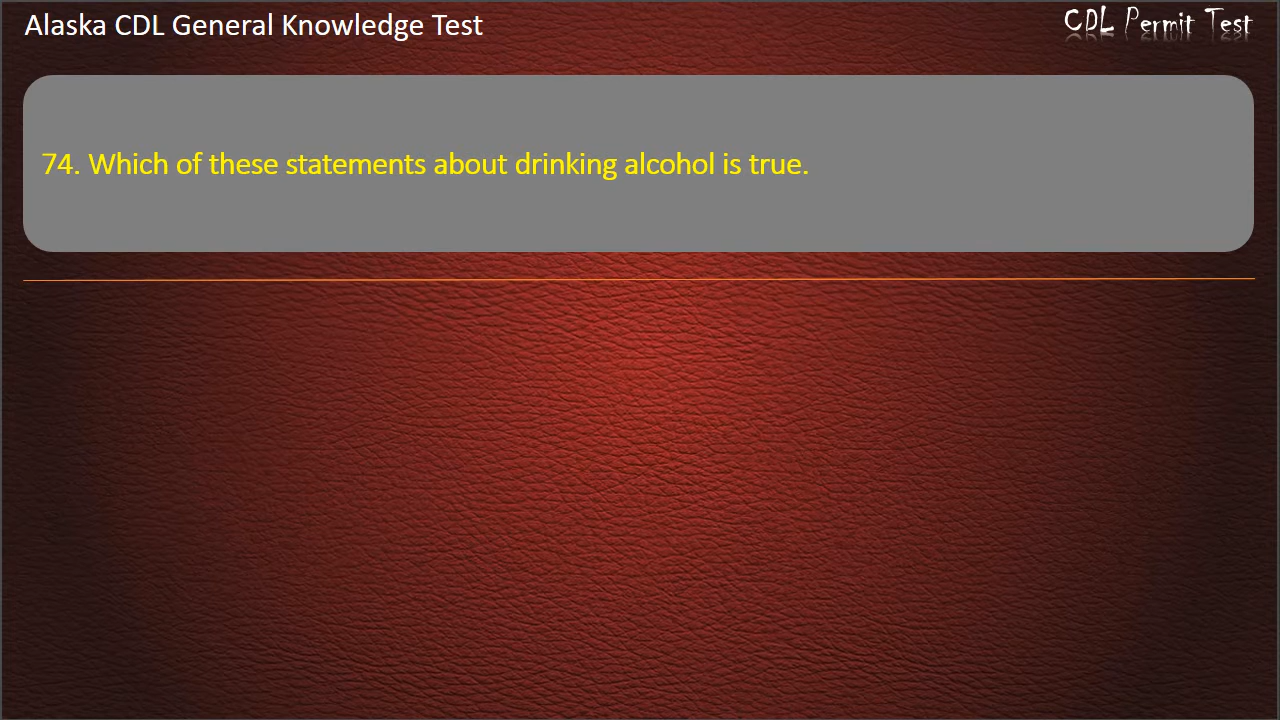 Alaska CDL General Knowledge Test
CDL Permit Test
74. Which of these statements about drinking alcohol is true.